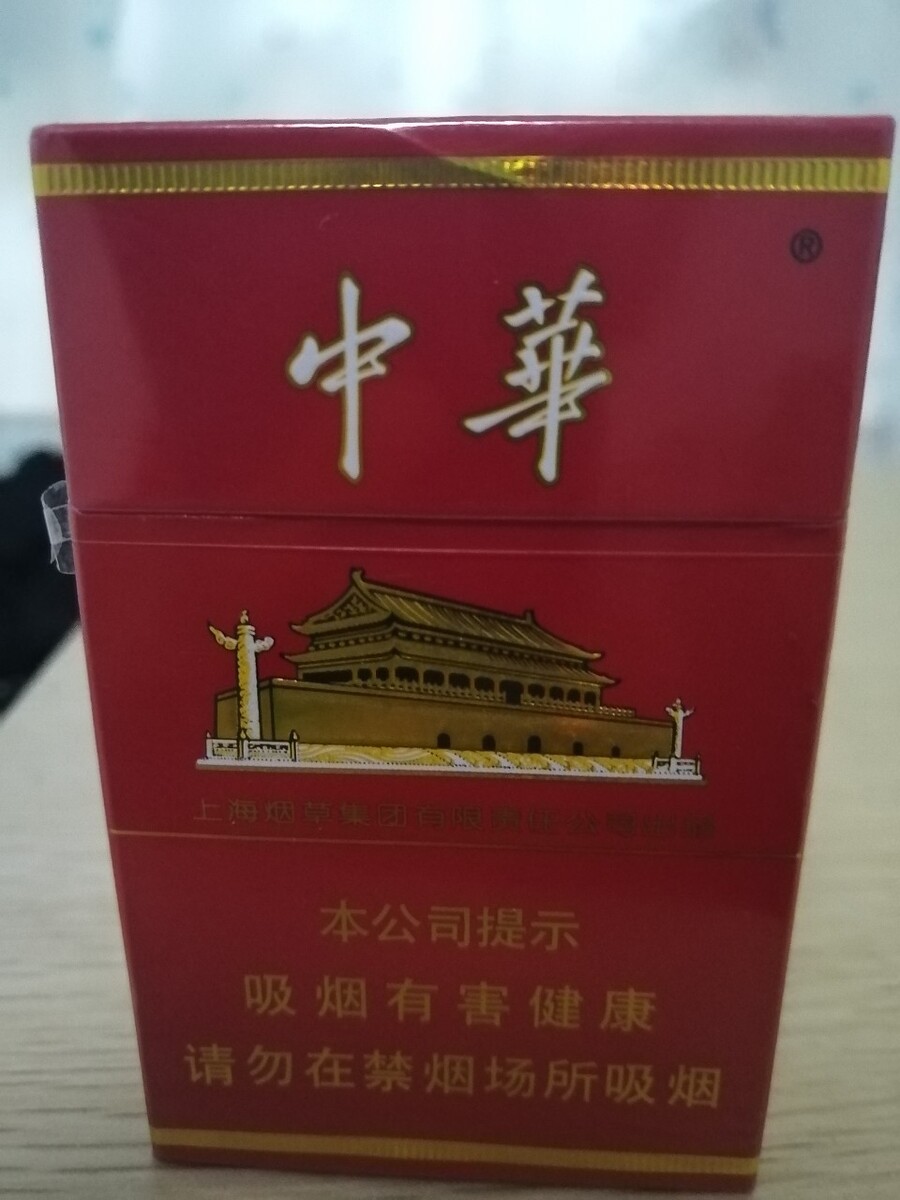 ®
中華
上海烟草集团有限责任公司出品
本公司提示
吸烟有害健康
请勿在禁烟场所吸烟